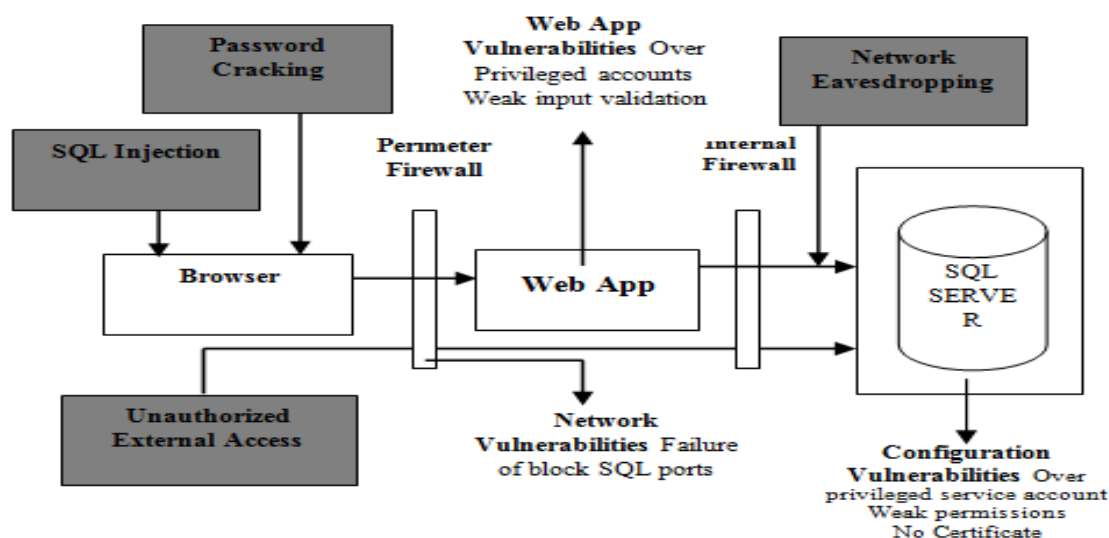 Password
Cracking
SQL Injection
Web App
Vulnerabilities Over
Privileged accounts
Weak input validation
Network
Eavesdropping
Perimeter
Firewall
Internal
Firewall
Browser
Web App
SQL
SERVE
R
Unauthorized
External Access
Network
Vulnerabilities Failure
of block SQL ports
Configuration
Vulnerabilities Over
privileged service account
Weak permissions
No Certificate